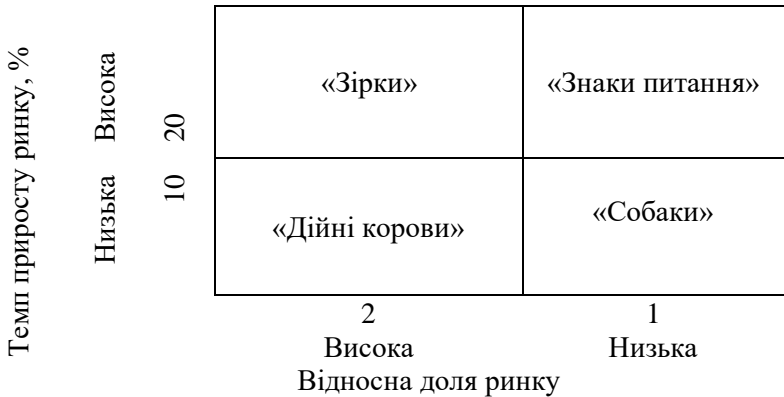 Темп приросту ринку, %
Висока
20
Низька
10
«Зірки»
«Знаки питання»
«Дійні корови»
«Собаки»
2
1
Висока
Низька
Відносна доля ринку